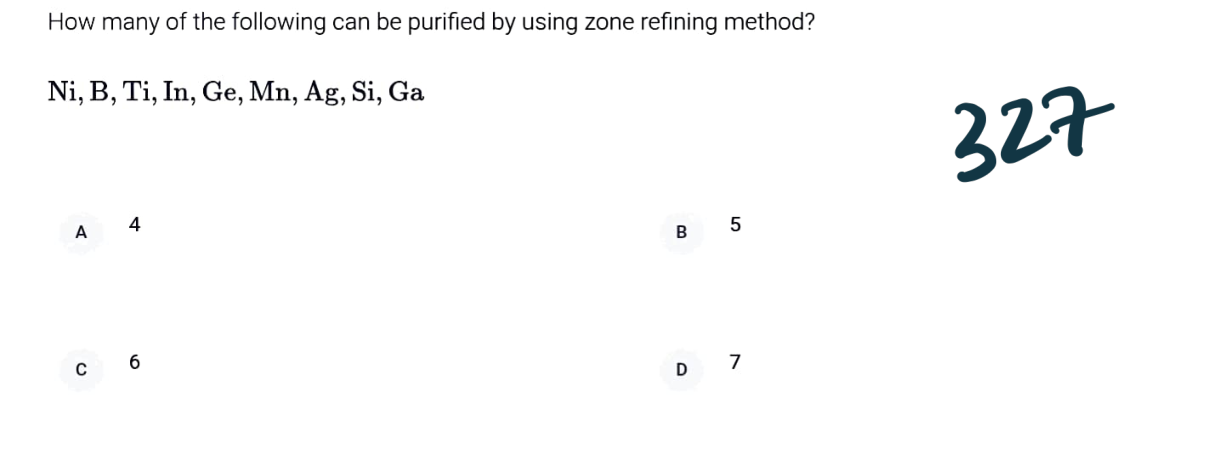 How many of the following can be purified by using zone refining method?
Ni, B, Ti, In, Ge, Mn, Ag, Si, Ga
327
A 4
B 5
C 6
D 7